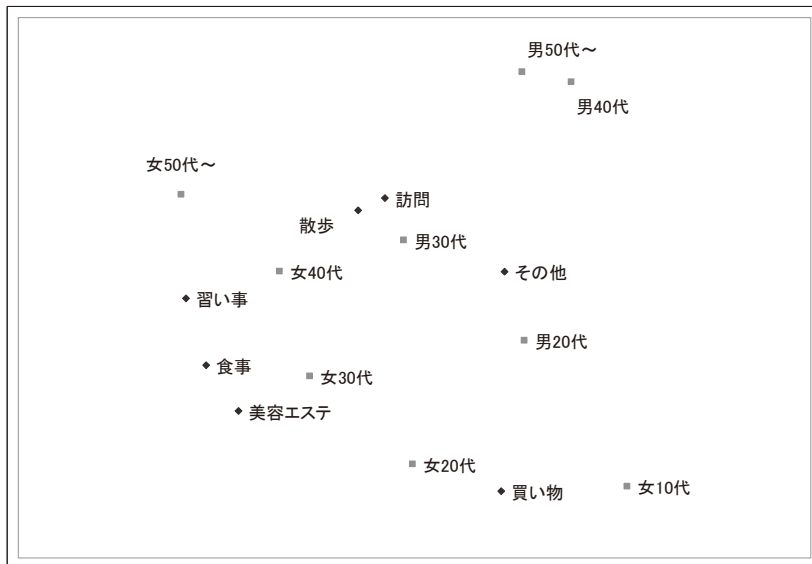 男50代～
男40代
女50代～
訪問
散歩
男30代
女40代
その他
習い事
男20代
食事
女30代
美容エステ
女20代
買い物
女10代